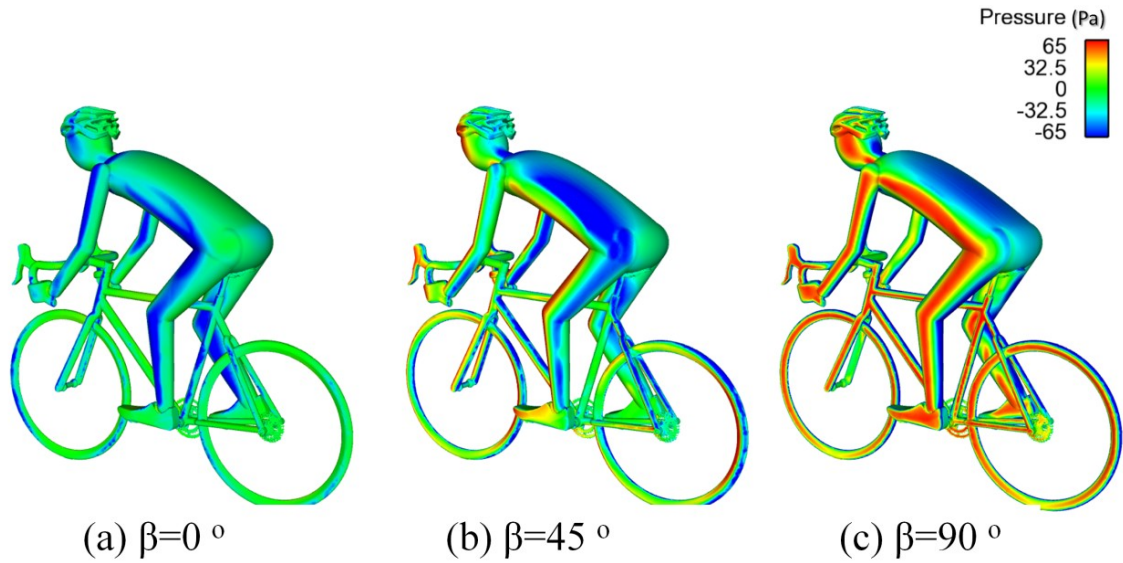 Pressure (Pa)
65
32.5
0
-32.5
-65
(a) β=0 º
(b) β=45 º
(c) β=90 º